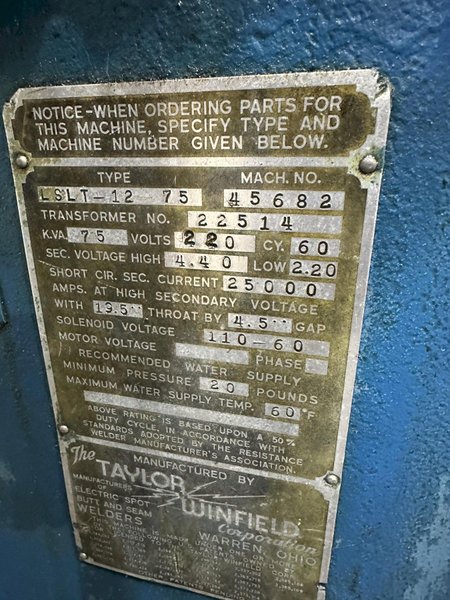 NOTICE-WHEN ORDERING PARTS FOR
THIS MACHINE, SPECIFY TYPE AND
MACHINE NUMBER GIVEN BELOW.
TYPE MACH. NO.
LSLT-12-75 45682
TRANSFORMER NO. 22514
K.V.A. 75 VOLTS 220 CY. 60
SEC. VOLTAGE HIGH 4.40 LOW 2.20
SHORT CIR. SEC. CURRENT 25000
AMPS. AT HIGH SECONDARY VOLTAGE
WITH 19.5" THROAT BY 4.5" GAP
SOLENOID VOLTAGE 110-60
MOTOR VOLTAGE PHASE
RECOMMENDED WATER SUPPLY
MINIMUM PRESSURE 20 POUNDS
MAXIMUM WATER SUPPLY TEMP. 60 °F
ABOVE RATING IS BASED UPON A 50%
DUTY CYCLE, IN ACCORDANCE WITH
STANDARDS ADOPTED BY THE RESISTANCE
WELDER MANUFACTURER'S ASSOCIATION.
MANUFACTURED BY
The TAYLOR
WINFIELD
Corporation
WARREN, OHIO
MANUFACTURERS
OF
ELECTRIC SPOT
BUTT AND SEAM
WELDERS